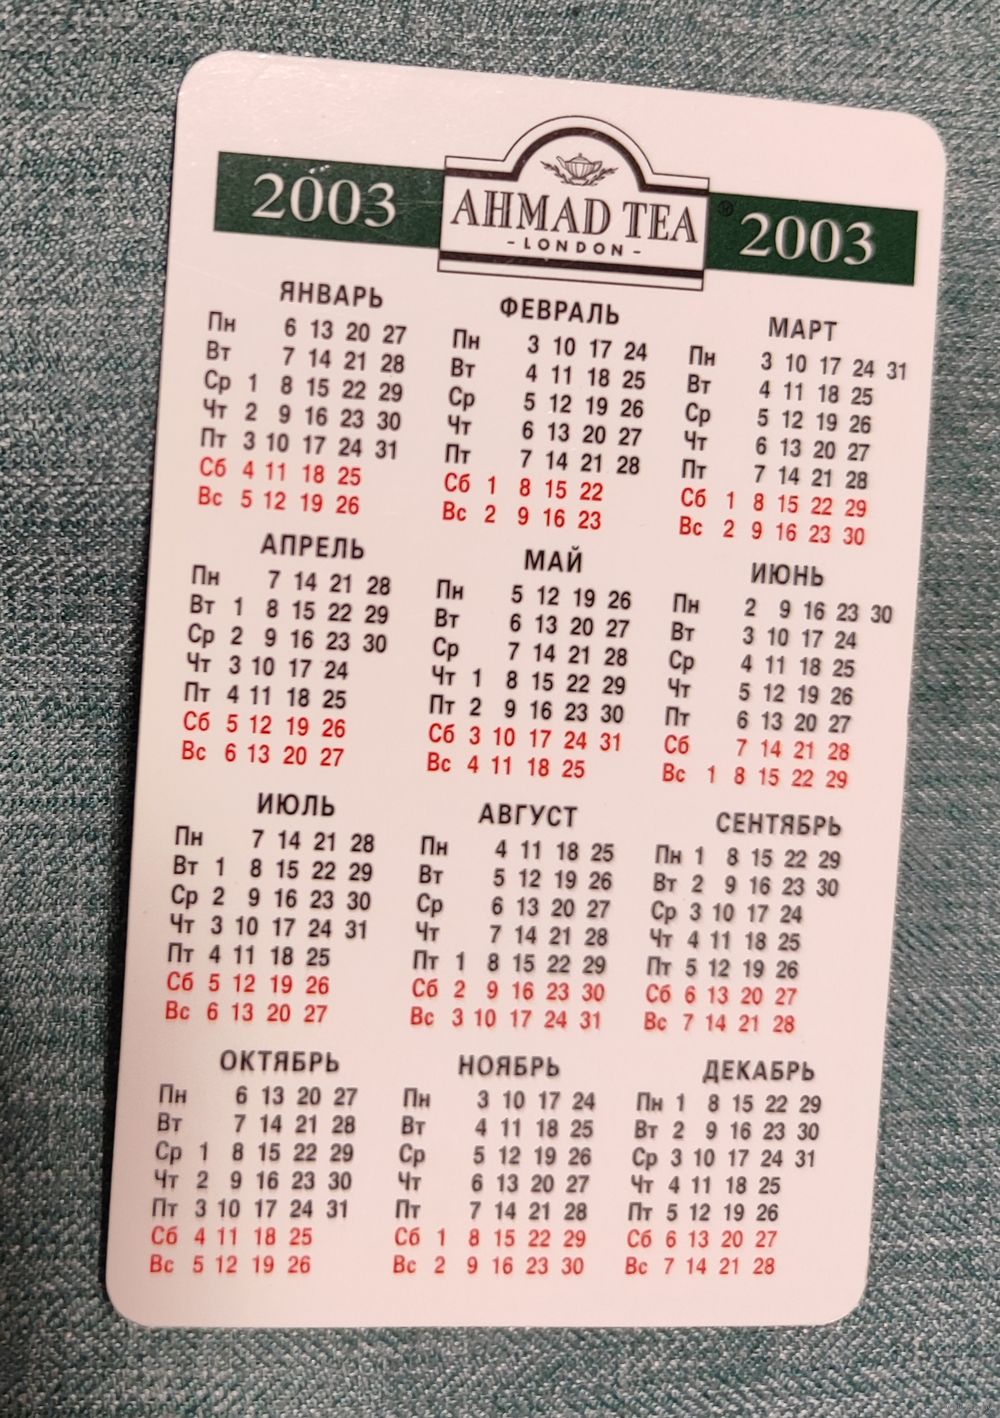 2003 AHMAD TEA ® 2003
- LONDON -
ЯНВАРЬ
Пн 6 13 20 27
Вт 7 14 21 28
Ср 1 8 15 22 29
Чт 2 9 16 23 30
Пт 3 10 17 24 31
Сб 4 11 18 25
Вс 5 12 19 26
ФЕВРАЛЬ
Пн 3 10 17 24
Вт 4 11 18 25
Ср 5 12 19 26
Чт 6 13 20 27
Пт 7 14 21 28
Сб 1 8 15 22
Вс 2 9 16 23
МАРТ
Пн 3 10 17 24 31
Вт 4 11 18 25
Ср 5 12 19 26
Чт 6 13 20 27
Пт 7 14 21 28
Сб 1 8 15 22 29
Вс 2 9 16 23 30
АПРЕЛЬ
Пн 7 14 21 28
Вт 1 8 15 22 29
Ср 2 9 16 23 30
Чт 3 10 17 24
Пт 4 11 18 25
Сб 5 12 19 26
Вс 6 13 20 27
МАЙ
Пн 5 12 19 26
Вт 6 13 20 27
Ср 7 14 21 28
Чт 1 8 15 22 29
Пт 2 9 16 23 30
Сб 3 10 17 24 31
Вс 4 11 18 25
ИЮНЬ
Пн 2 9 16 23 30
Вт 3 10 17 24
Ср 4 11 18 25
Чт 5 12 19 26
Пт 6 13 20 27
Сб 7 14 21 28
Вс 1 8 15 22 29
ИЮЛЬ
Пн 7 14 21 28
Вт 1 8 15 22 29
Ср 2 9 16 23 30
Чт 3 10 17 24 31
Пт 4 11 18 25
Сб 5 12 19 26
Вс 6 13 20 27
АВГУСТ
Пн 4 11 18 25
Вт 5 12 19 26
Ср 6 13 20 27
Чт 7 14 21 28
Пт 1 8 15 22 29
Сб 2 9 16 23 30
Вс 3 10 17 24 31
СЕНТЯБРЬ
Пн 1 8 15 22 29
Вт 2 9 16 23 30
Ср 3 10 17 24
Чт 4 11 18 25
Пт 5 12 19 26
Сб 6 13 20 27
Вс 7 14 21 28
ОКТЯБРЬ
Пн 6 13 20 27
Вт 7 14 21 28
Ср 1 8 15 22 29
Чт 2 9 16 23 30
Пт 3 10 17 24 31
Сб 4 11 18 25
Вс 5 12 19 26
НОЯБРЬ
Пн 3 10 17 24
Вт 4 11 18 25
Ср 5 12 19 26
Чт 6 13 20 27
Пт 7 14 21 28
Сб 1 8 15 22 29
Вс 2 9 16 23 30
ДЕКАБРЬ
Пн 1 8 15 22 29
Вт 2 9 16 23 30
Ср 3 10 17 24 31
Чт 4 11 18 25
Пт 5 12 19 26
Сб 6 13 20 27
Вс 7 14 21 28